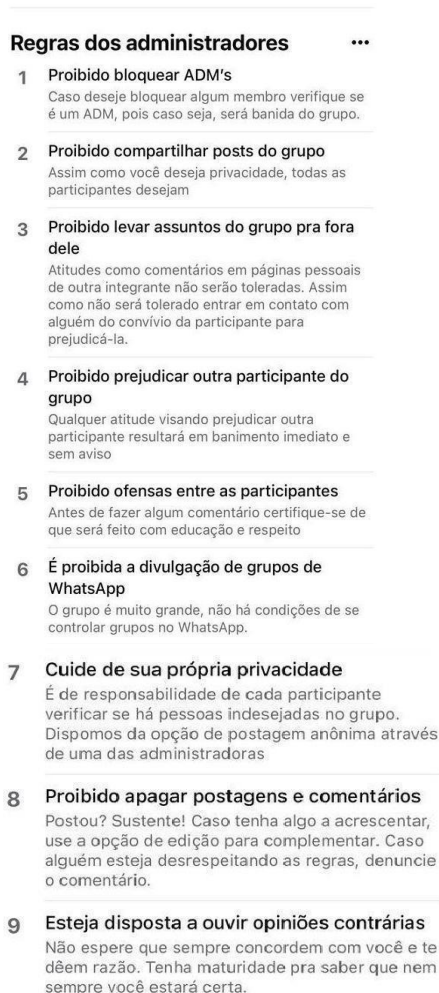 Regras dos administradores ...
1 Proibido bloquear ADM's
Caso deseje bloquear algum membro verifique se
é um ADM, pois caso seja, será banida do grupo.
2 Proibido compartilhar posts do grupo
Assim como você deseja privacidade, todas as
participantes desejam
3 Proibido levar assuntos do grupo pra fora
dele
Atitudes como comentários em páginas pessoais
de outra integrante não serão toleradas. Assim
como não será tolerado entrar em contato com
alguém do convívio da participante para
prejudicá-la.
4 Proibido prejudicar outra participante do
grupo
Qualquer atitude visando prejudicar outra
participante resultará em banimento imediato e
sem aviso
5 Proibido ofensas entre as participantes
Antes de fazer algum comentário certifique-se de
que será feito com educação e respeito
6 É proibida a divulgação de grupos de
WhatsApp
O grupo é muito grande, não há condições de se
controlar grupos no WhatsApp.
7 Cuide de sua própria privacidade
É de responsabilidade de cada participante
verificar se há pessoas indesejadas no grupo.
Dispomos da opção de postagem anônima através
de uma das administradoras
8 Proibido apagar postagens e comentários
Postou? Sustente! Caso tenha algo a acrescentar,
use a opção de edição para complementar. Caso
alguém esteja desrespeitando as regras, denuncie
o comentário.
9 Esteja disposta a ouvir opiniões contrárias
Não espere que sempre concordem com você e te
dêem razão. Tenha maturidade pra saber que nem
sempre você estará certa.